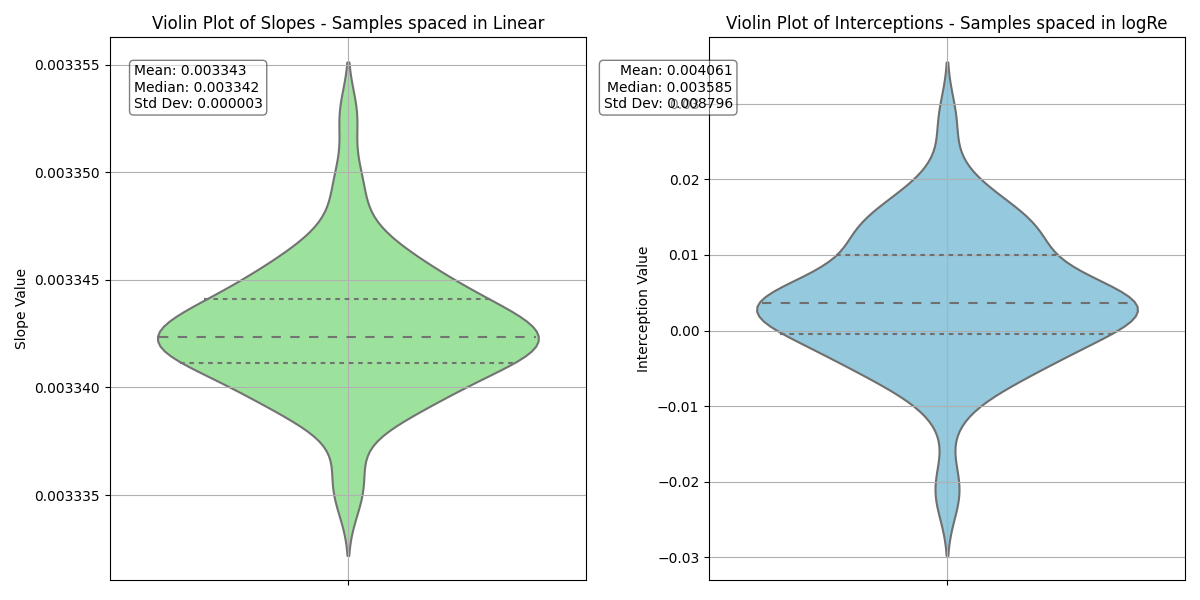 Violin Plot of Slopes - Samples spaced in Linear
Slope Value
0.003355
0.003350
0.003345
0.003340
0.003335
Mean: 0.003343
Median: 0.003342
Std Dev: 0.000003
Violin Plot of Interceptions - Samples spaced in logRe
Interception Value
Mean: 0.004061
Median: 0.003585
Std Dev: 0.008796
0.02
0.01
0.00
−0.01
−0.02
−0.03